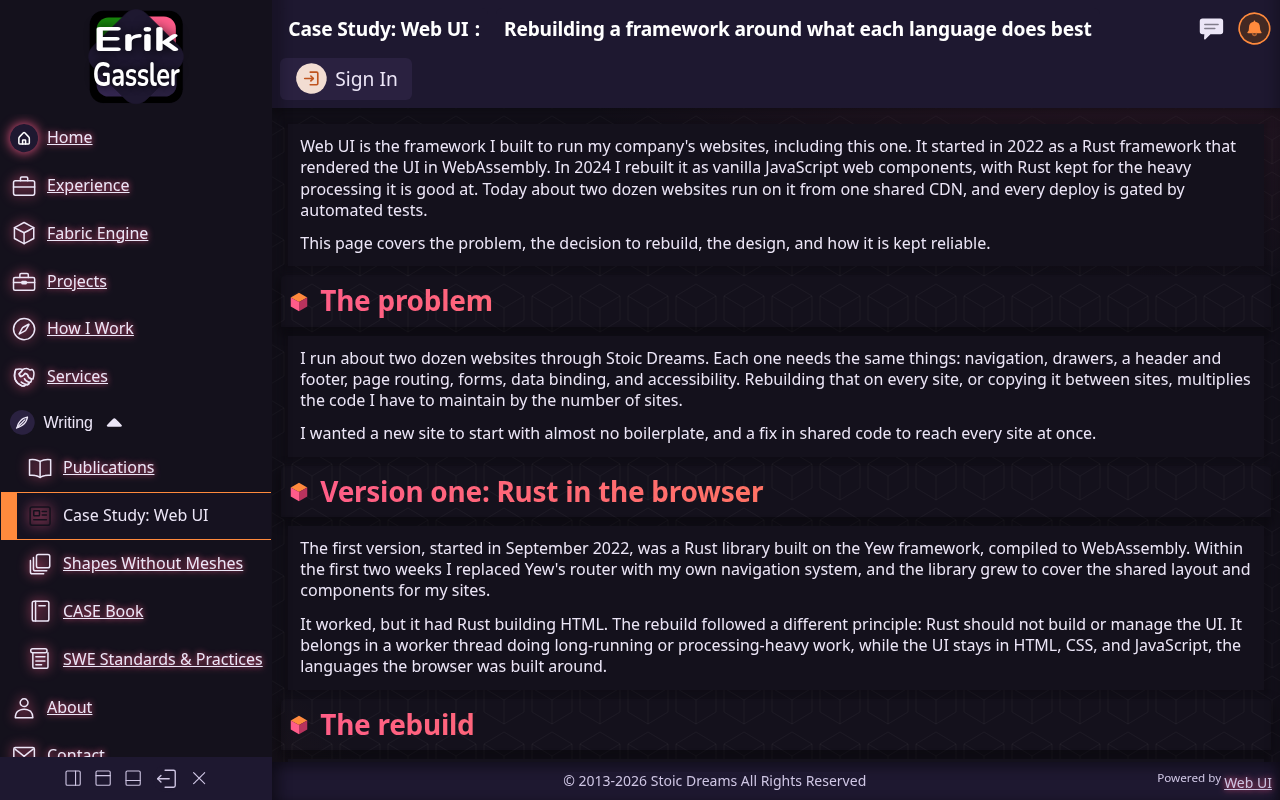 Erik
Gassler
Home
Experience
Fabric Engine
Projects
How I Work
Services
Writing
Publications
Case Study: Web UI
Shapes Without Meshes
CASE Book
SWE Standards & Practices
About
Contact
Case Study: Web UI : Rebuilding a framework around what each language does best
Sign In
Web UI is the framework I built to run my company's websites, including this one. It started in 2022 as a Rust framework that
rendered the UI in WebAssembly. In 2024 I rebuilt it as vanilla JavaScript web components, with Rust kept for the heavy
processing it is good at. Today about two dozen websites run on it from one shared CDN, and every deploy is gated by
automated tests.
This page covers the problem, the decision to rebuild, the design, and how it is kept reliable.
The problem
I run about two dozen websites through Stoic Dreams. Each one needs the same things: navigation, drawers, a header and
footer, page routing, forms, data binding, and accessibility. Rebuilding that on every site, or copying it between sites, multiplies
the code I have to maintain by the number of sites.
I wanted a new site to start with almost no boilerplate, and a fix in shared code to reach every site at once.
Version one: Rust in the browser
The first version, started in September 2022, was a Rust library built on the Yew framework, compiled to WebAssembly. Within
the first two weeks I replaced Yew's router with my own navigation system, and the library grew to cover the shared layout and
components for my sites.
It worked, but it had Rust building HTML. The rebuild followed a different principle: Rust should not build or manage the UI. It
belongs in a worker thread doing long-running or processing-heavy work, while the UI stays in HTML, CSS, and JavaScript, the
languages the browser was built around.
The rebuild
© 2013-2026 Stoic Dreams All Rights Reserved
Powered by Web UI